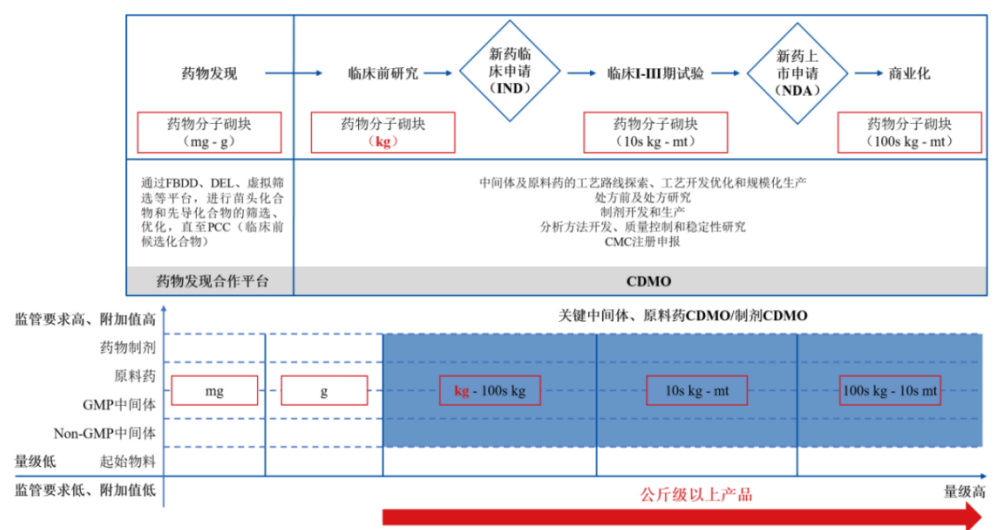 药物发现
临床前研究
新药临
床申请
（IND）
临床I-III期试验
新药上
市申请
（NDA）
商业化
药物分子砌块
（mg - g）
药物分子砌块
（kg）
药物分子砌块
（10s kg - mt）
药物分子砌块
（100s kg - mt）
通过FBDD、DEL、虚拟筛
选等平台，进行苗头化合
物和先导化合物的筛选、
优化，直至PCC（临床前
候选化合物）
中间体及原料药的工艺路线探索、工艺开发优化和规模化生产
处方前及处方研究
制剂开发和生产
分析方法开发、质量控制和稳定性研究
CMC注册申报
药物发现合作平台
CDMO
监管要求高、附加值高
关键中间体、原料药CDMO/制剂CDMO
药物制剂
原料药
GMP中间体
Non-GMP中间体
量级低
起始物料
监管要求低、附加值低
mg
g
kg - 100s kg
10s kg - mt
100s kg - 10s mt
公斤级以上产品
量级高